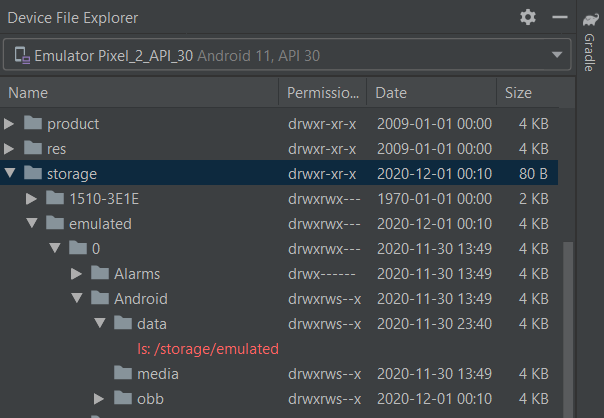 Device File Explorer
Emulator Pixel_2_API_30 Android 11, API 30
Gradle
Name Permissio... Date Size
product drwxr-xr-x 2009-01-01 00:00 4 KB
res drwxr-xr-x 2009-01-01 00:00 4 KB
storage drwxr-xr-x 2020-12-01 00:10 80 B
1510-3E1E drwxrwx--- 1970-01-01 00:00 2 KB
emulated drwxrwx--- 2020-12-01 00:10 4 KB
0 drwxrwx--- 2020-11-30 13:49 4 KB
Alarms drwx------ 2020-11-30 13:49 4 KB
Android drwxrws--x 2020-11-30 13:49 4 KB
data drwxrws--x 2020-11-30 23:40 4 KB
ls: /storage/emulated
media drwxrws--x 2020-11-30 13:49 4 KB
obb drwxrws--x 2020-12-01 00:10 4 KB